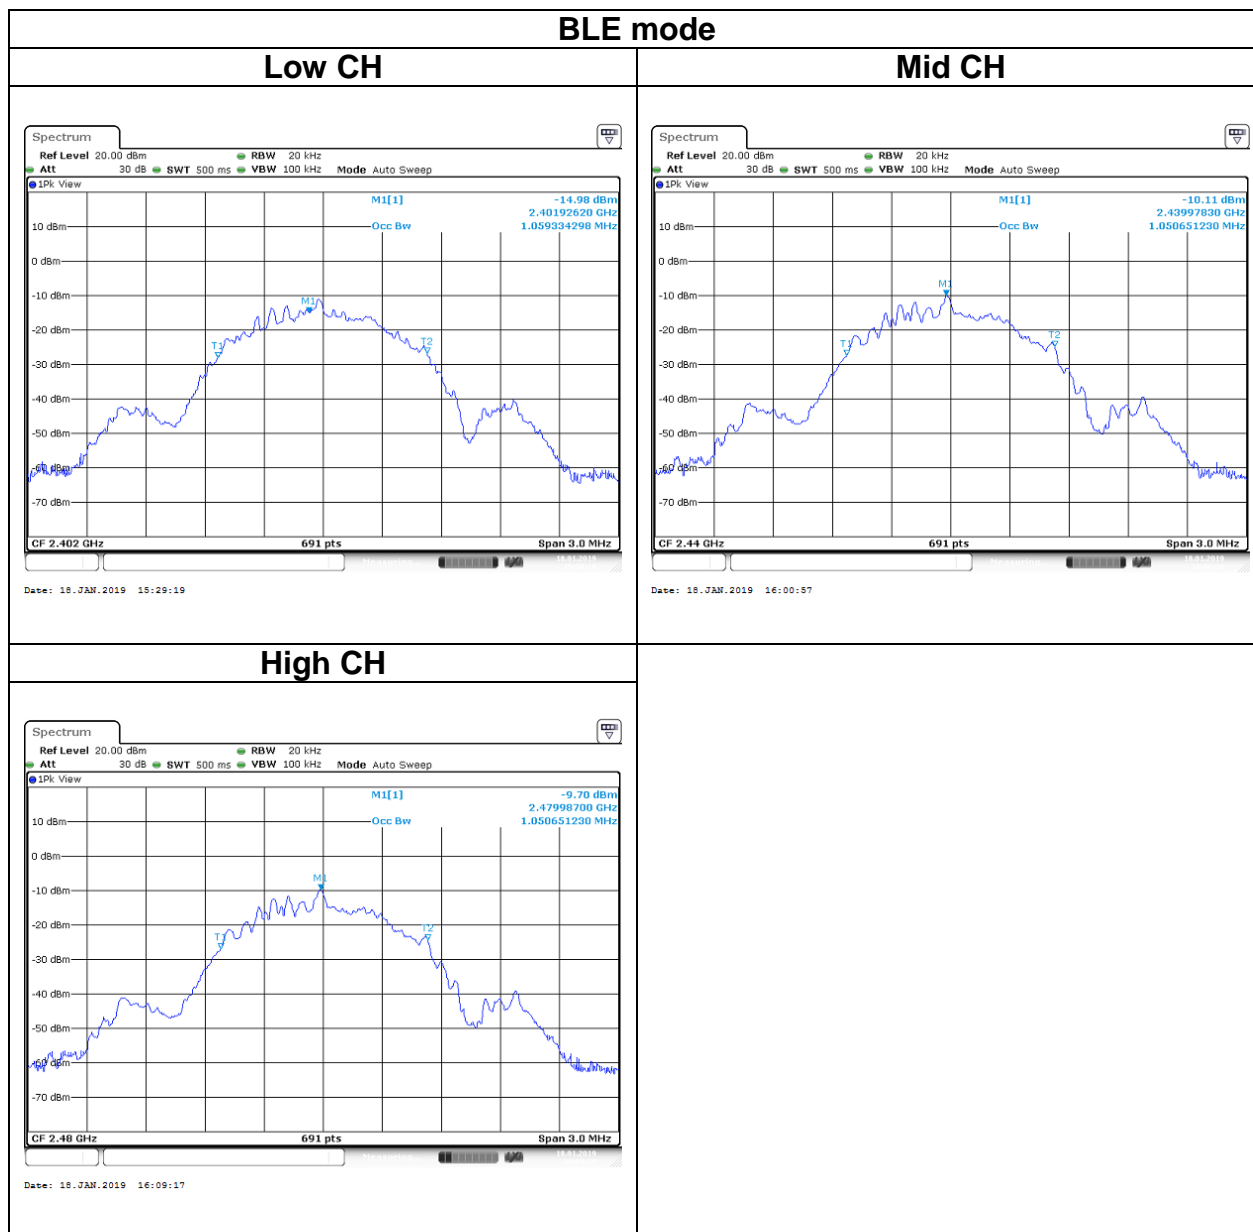 BLE mode
Low CH
Mid CH
Spectrum
Ref Level 20.00 dBm RBW 20 kHz
Att 30 dB SWT 500 ms VBW 100 kHz Mode Auto Sweep
1Pk View
M1[1] -14.98 dBm
2.40192620 GHz
10 dBm Occ Bw 1.059334298 MHz
0 dBm
-10 dBm
M1
-20 dBm
T1 T2
-30 dBm
-40 dBm
-50 dBm
-60 dBm
-70 dBm
CF 2.402 GHz 691 pts Span 3.0 MHz
Measuring
Date: 18.JAN.2019 15:29:19
Spectrum
Ref Level 20.00 dBm RBW 20 kHz
Att 30 dB SWT 500 ms VBW 100 kHz Mode Auto Sweep
1Pk View
M1[1] -10.11 dBm
2.43997830 GHz
10 dBm Occ Bw 1.050651230 MHz
0 dBm
M1
-10 dBm
-20 dBm
T1 T2
-30 dBm
-40 dBm
-50 dBm
-60 dBm
-70 dBm
CF 2.44 GHz 691 pts Span 3.0 MHz
Measuring
Date: 18.JAN.2019 16:00:57
High CH
Spectrum
Ref Level 20.00 dBm RBW 20 kHz
Att 30 dB SWT 500 ms VBW 100 kHz Mode Auto Sweep
1Pk View
M1[1] -9.70 dBm
2.47998700 GHz
10 dBm Occ Bw 1.050651230 MHz
0 dBm
M1
-10 dBm
-20 dBm
T1 T2
-30 dBm
-40 dBm
-50 dBm
-60 dBm
-70 dBm
CF 2.48 GHz 691 pts Span 3.0 MHz
Measuring
Date: 18.JAN.2019 16:09:17